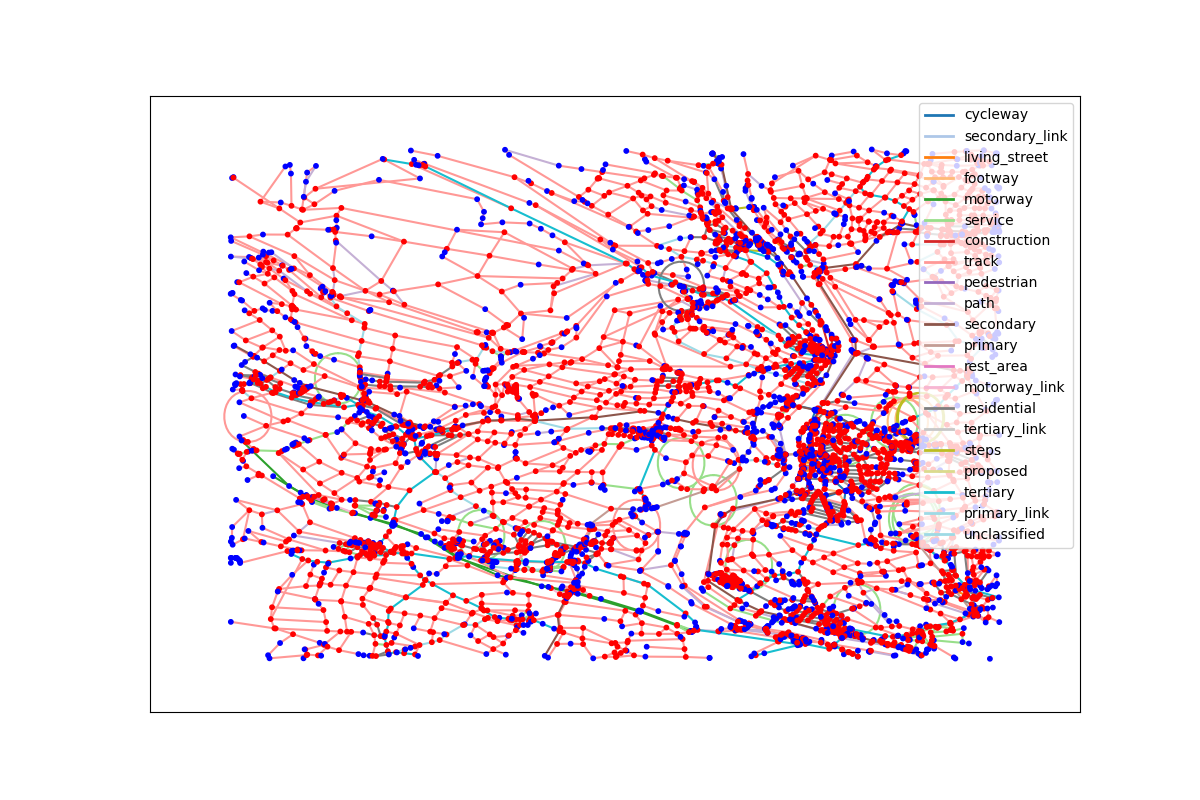 cycleway
secondary_link
living_street
footway
motorway
service
construction
track
pedestrian
path
secondary
primary
rest_area
motorway_link
residential
tertiary_link
steps
proposed
tertiary
primary_link
unclassified